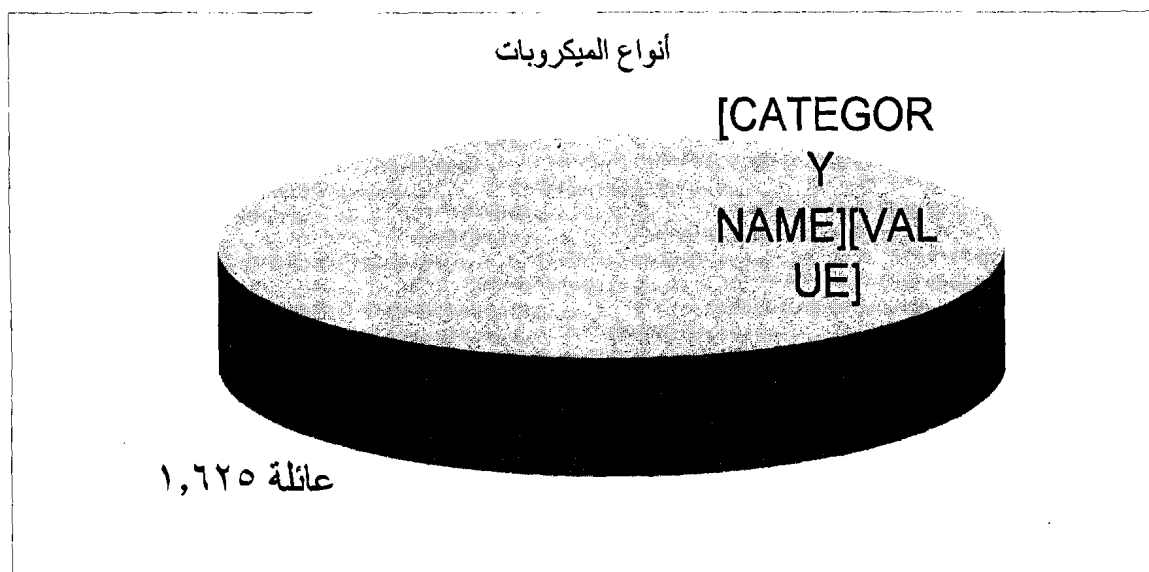 أنواع الميكروبات
[CATEGOR
Y
NAME][VAL
UE]
عائلة ١,٦٢٥